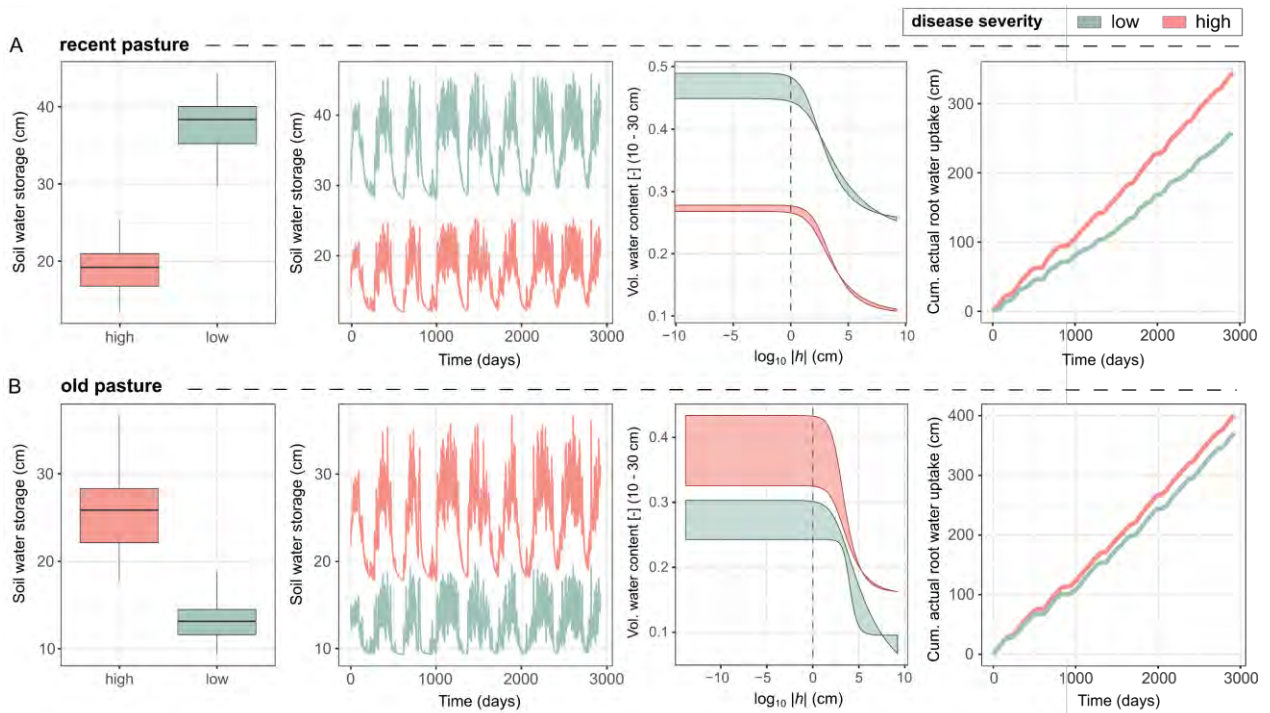 disease severity low high
A recent pasture
Soil water storage (cm)
40
30
20
high low
Soil water storage (cm)
40
30
20
0 1000 2000 3000
Time (days)
Vol. water content [-] (10 - 30 cm)
0.5
0.4
0.3
0.2
0.1
−10 −5 0 5 10
log₁₀ |h| (cm)
Cum. actual root water uptake (cm)
300
200
100
0
0 1000 2000 3000
Time (days)
B old pasture
Soil water storage (cm)
30
20
10
high low
Soil water storage (cm)
30
20
10
0 1000 2000 3000
Time (days)
Vol. water content [-] (10 - 30 cm)
0.4
0.3
0.2
0.1
−10 −5 0 5 10
log₁₀ |h| (cm)
Cum. actual root water uptake (cm)
400
300
200
100
0
0 1000 2000 3000
Time (days)